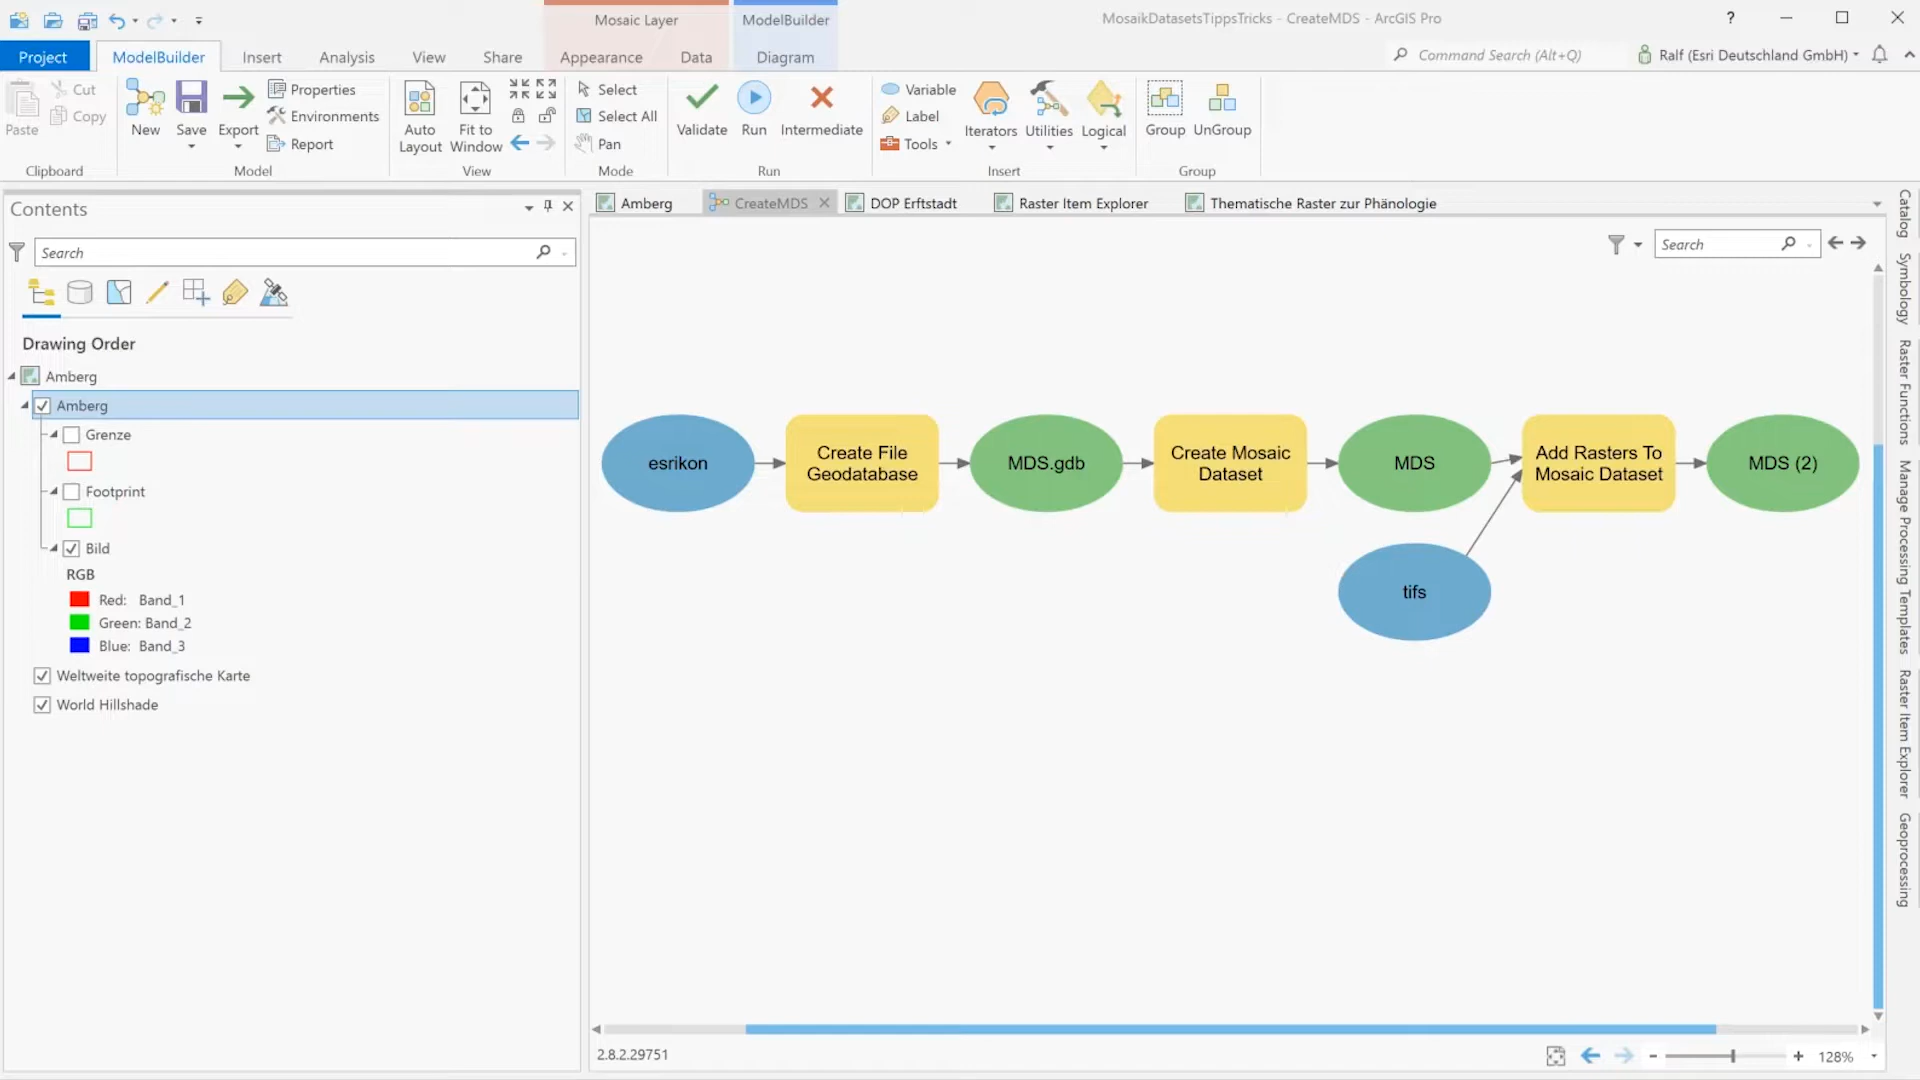 Mosaic Layer
ModelBuilder
MosaikDatasetsTippsTricks - CreateMDS - ArcGIS Pro
?
Project
ModelBuilder
Insert
Analysis
View
Share
Appearance
Data
Diagram
Command Search (Alt+Q)
Ralf (Esri Deutschland GmbH)
Paste
Cut
Copy
Clipboard
New
Save
Export
Properties
Environments
Report
Model
Auto
Layout
Fit to
Window
View
Select
Select All
Pan
Mode
Validate
Run
Intermediate
Run
Variable
Label
Tools
Iterators
Utilities
Logical
Insert
Group
UnGroup
Group
Contents
Search
Drawing Order
Amberg
Amberg
Grenze
Footprint
Bild
RGB
Red: Band_1
Green: Band_2
Blue: Band_3
Weltweite topografische Karte
World Hillshade
Amberg
CreateMDS
DOP Erftstadt
Raster Item Explorer
Thematische Raster zur Phänologie
Search
esrikon
Create File
Geodatabase
MDS.gdb
Create Mosaic
Dataset
MDS
Add Rasters To
Mosaic Dataset
MDS (2)
tifs
2.8.2.29751
128%
Catalog
Symbology
Raster Functions
Manage Processing Templates
Raster Item Explorer
Geoprocessing